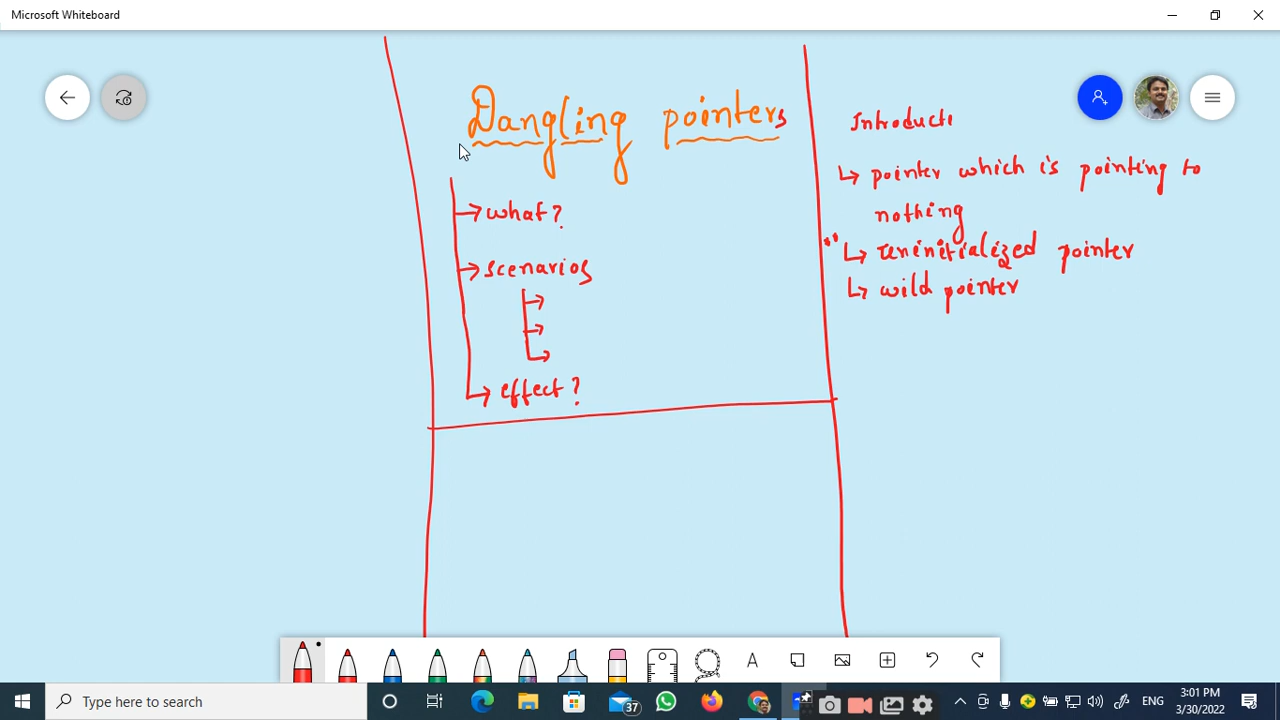 Microsoft Whiteboard
Dangling pointers
what?
scenarios
effect?
Introducti
pointer which is pointing to
nothing
pointer
wild pointer
37
Type here to search
ENG
3:01 PM
3/30/2022